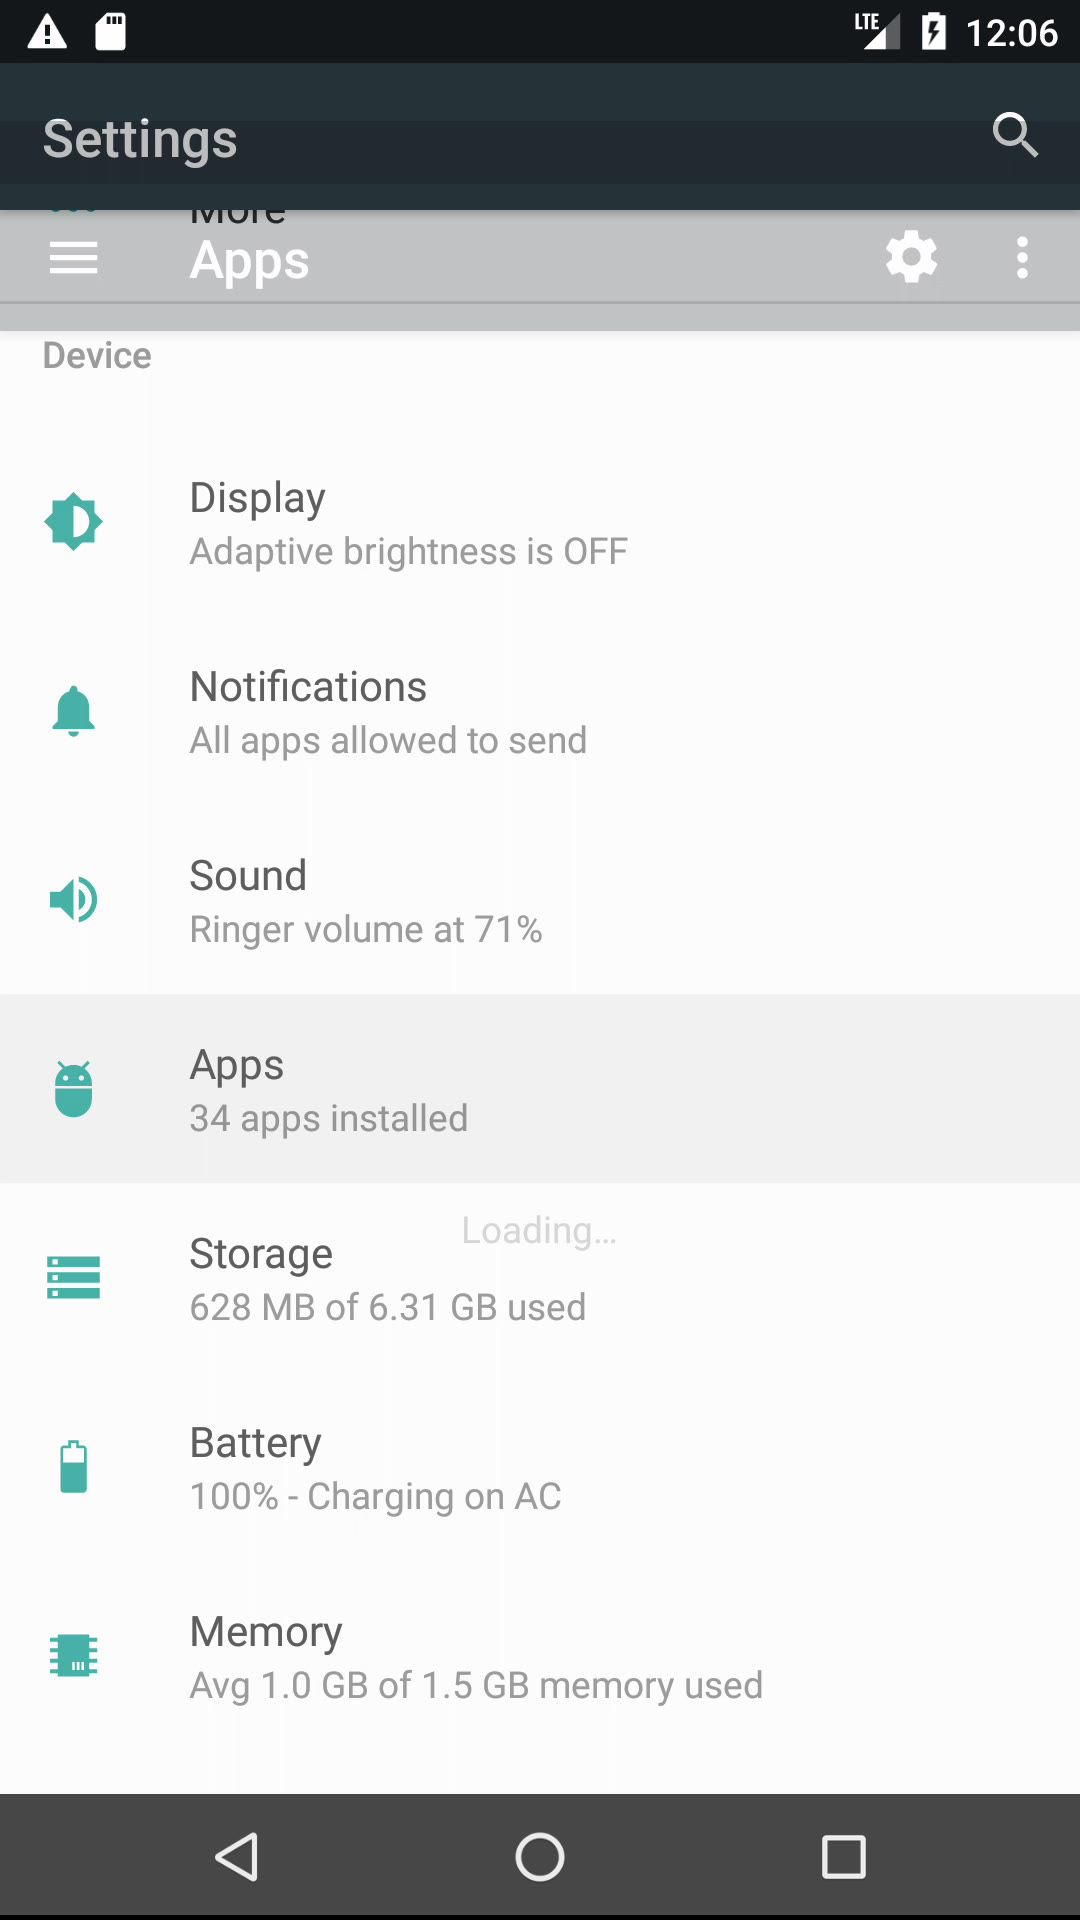 LTE 12:06
Settings
More
Apps
Device
Display
Adaptive brightness is OFF
Notifications
All apps allowed to send
Sound
Ringer volume at 71%
Apps
34 apps installed
Loading...
Storage
628 MB of 6.31 GB used
Battery
100% - Charging on AC
Memory
Avg 1.0 GB of 1.5 GB memory used